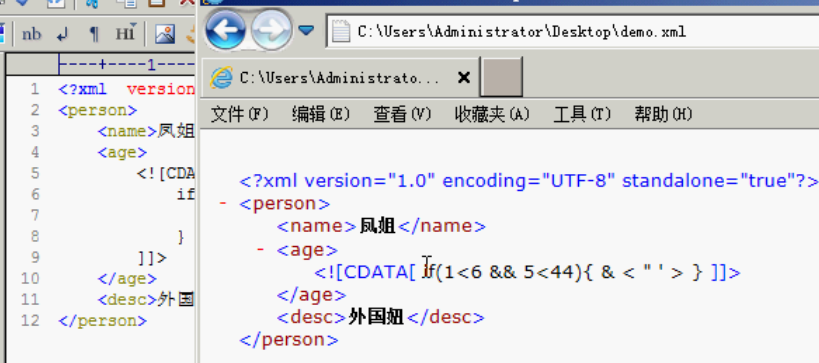 nb
Hi
C:\Users\Administrator\Desktop\demo.xml
C:\Users\Administrato...
文件(F) 编辑(E) 查看(V) 收藏夹(A) 工具(T) 帮助(H)
----+----1----
1 <?xml version
2 <person>
3 <name>凤姐
4 <age>
5 <![CDA
6 if
7
8 }
9 ]]>
10 </age>
11 <desc>外国
12 </person>
<?xml version="1.0" encoding="UTF-8" standalone="true"?>
- <person>
<name>凤姐</name>
- <age>
<![CDATA[ if(1<6 && 5<44){ & < " ' > } ]]>
</age>
<desc>外国妞</desc>
</person>